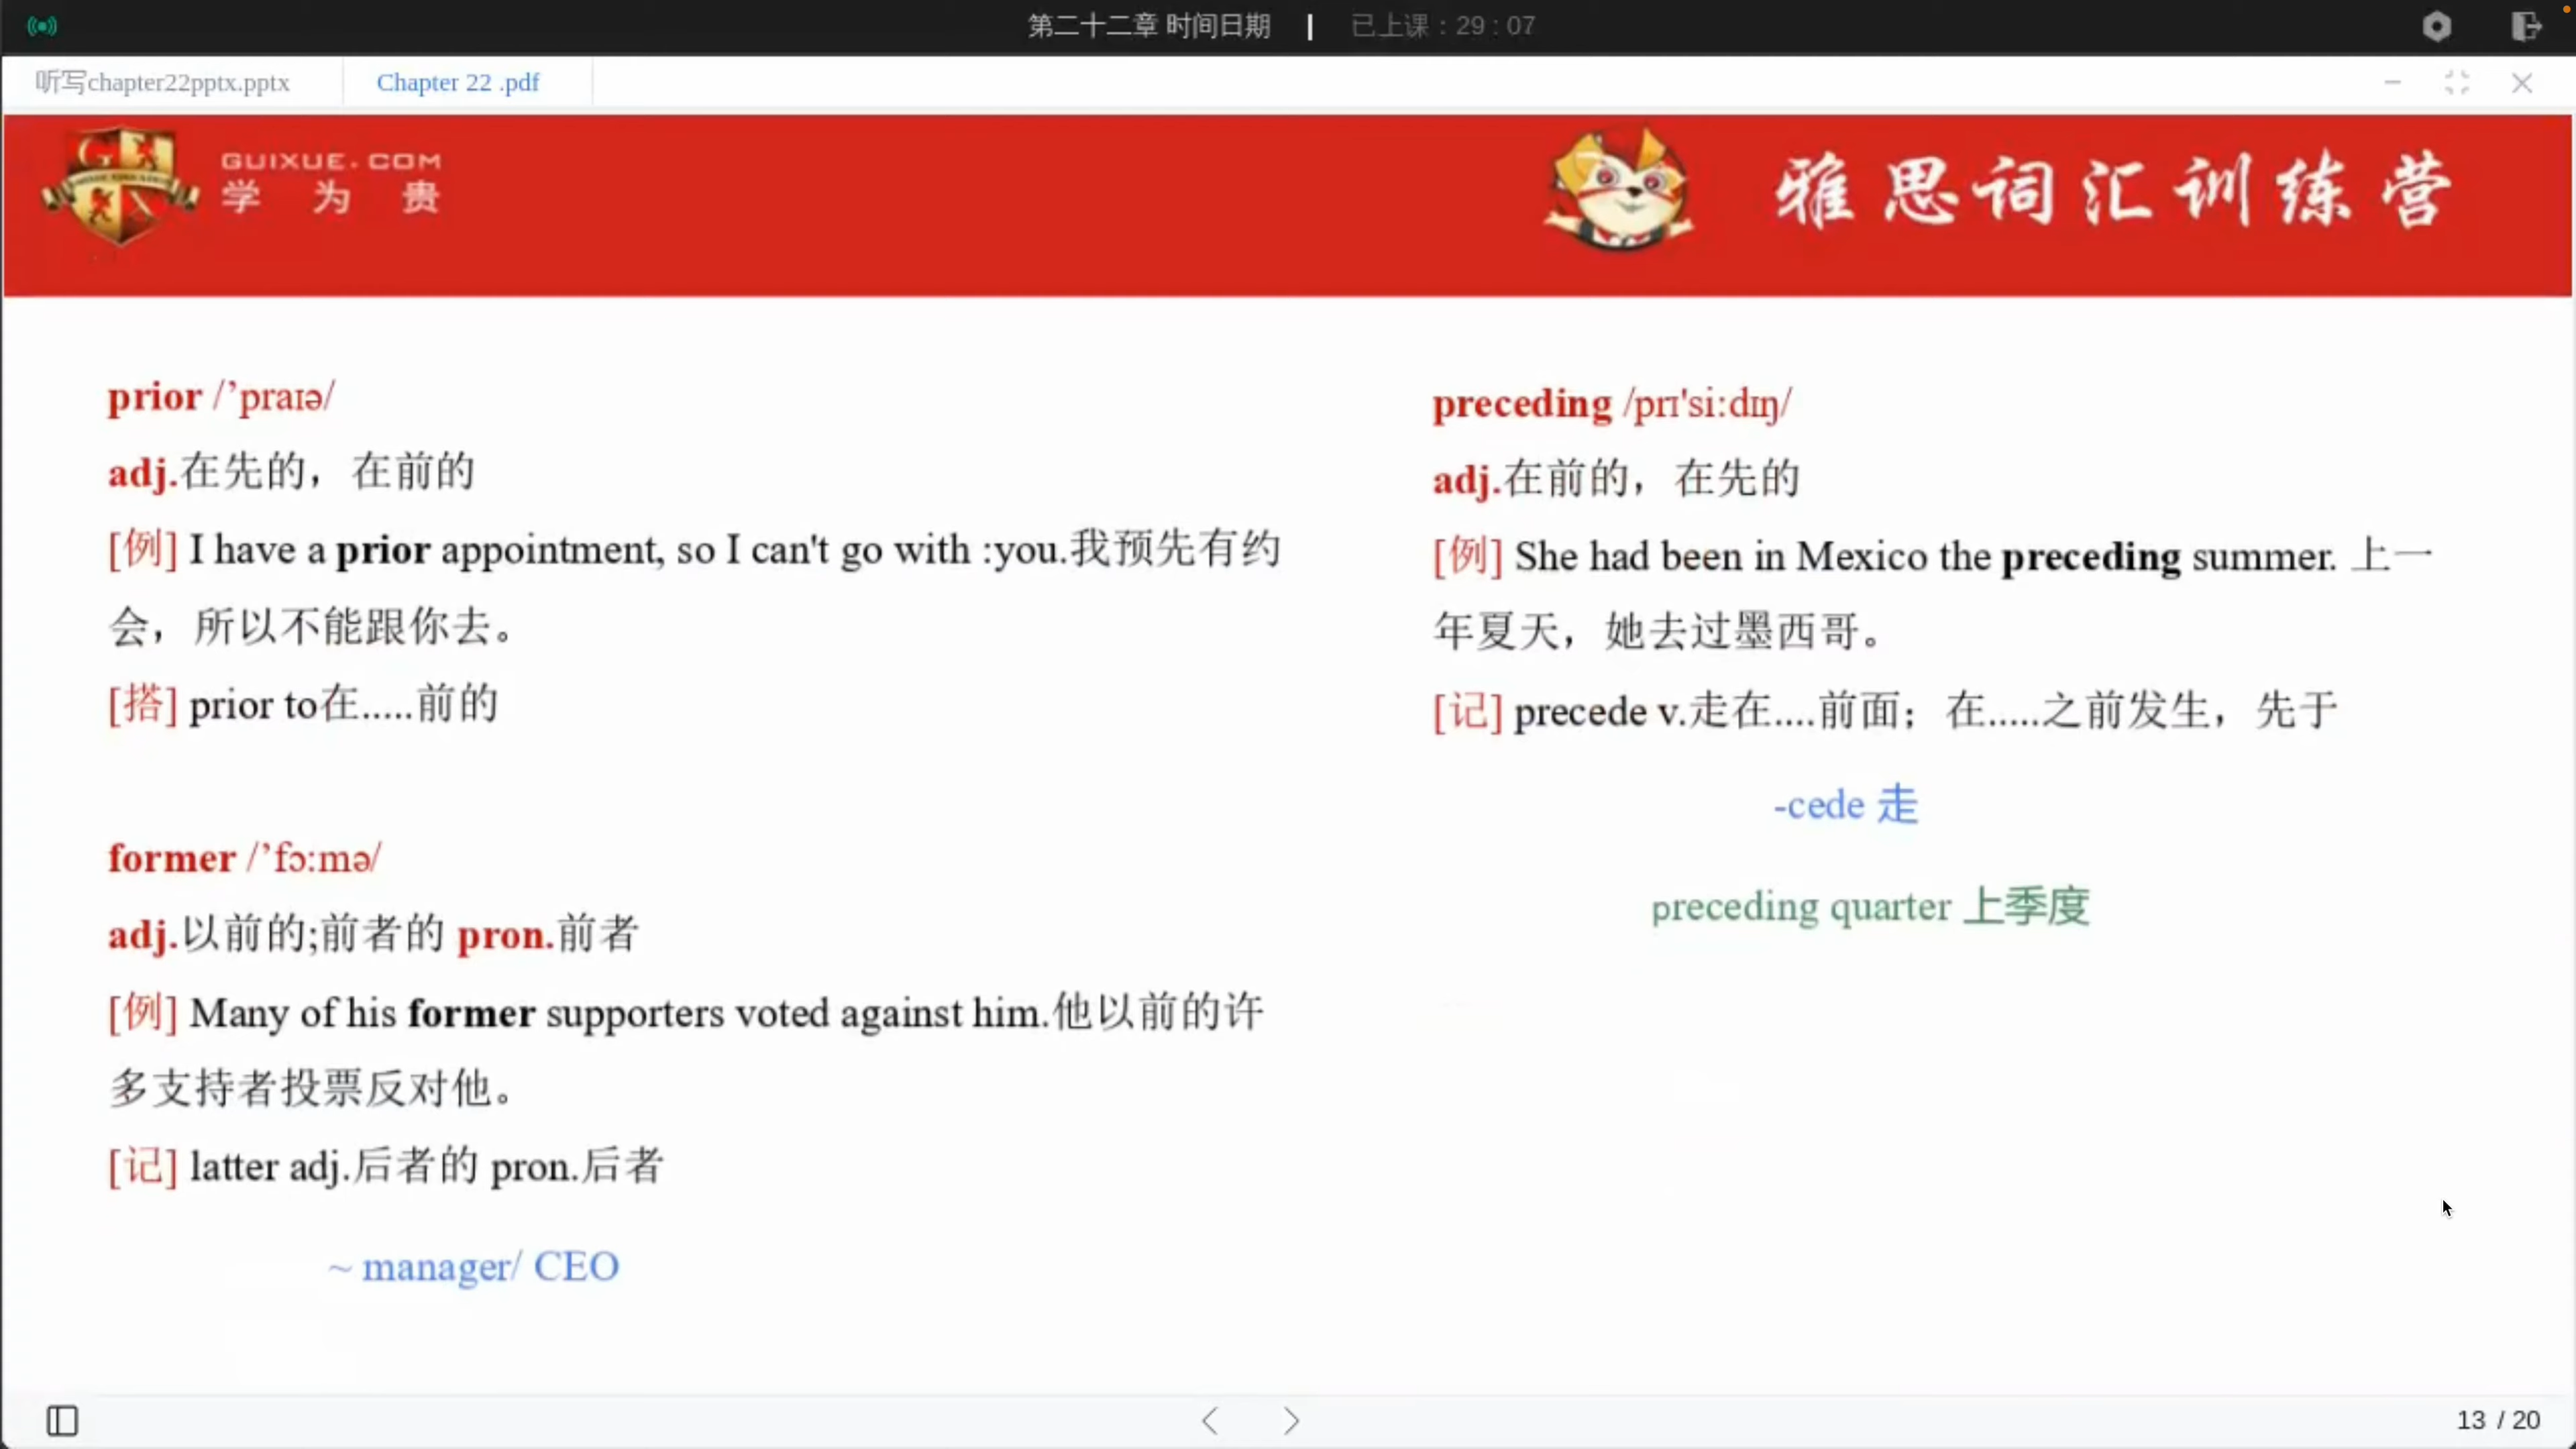 第二十二章 时间日期 | 已上课：29 : 07
听写chapter22pptx.pptx
Chapter 22 .pdf
GUIXUE.COM
学 为 贵
雅思词汇训练营
prior /’praɪə/
adj.在先的，在前的
[例] I have a prior appointment, so I can't go with :you.我预先有约
会，所以不能跟你去。
[搭] prior to在.....前的
former /’fɔ:mə/
adj.以前的;前者的 pron.前者
[例] Many of his former supporters voted against him.他以前的许
多支持者投票反对他。
[记] latter adj.后者的 pron.后者
~ manager/ CEO
preceding /prɪ'si:dɪŋ/
adj.在前的，在先的
[例] She had been in Mexico the preceding summer. 上一
年夏天，她去过墨西哥。
[记] precede v.走在....前面；在.....之前发生，先于
-cede 走
preceding quarter 上季度
13 / 20